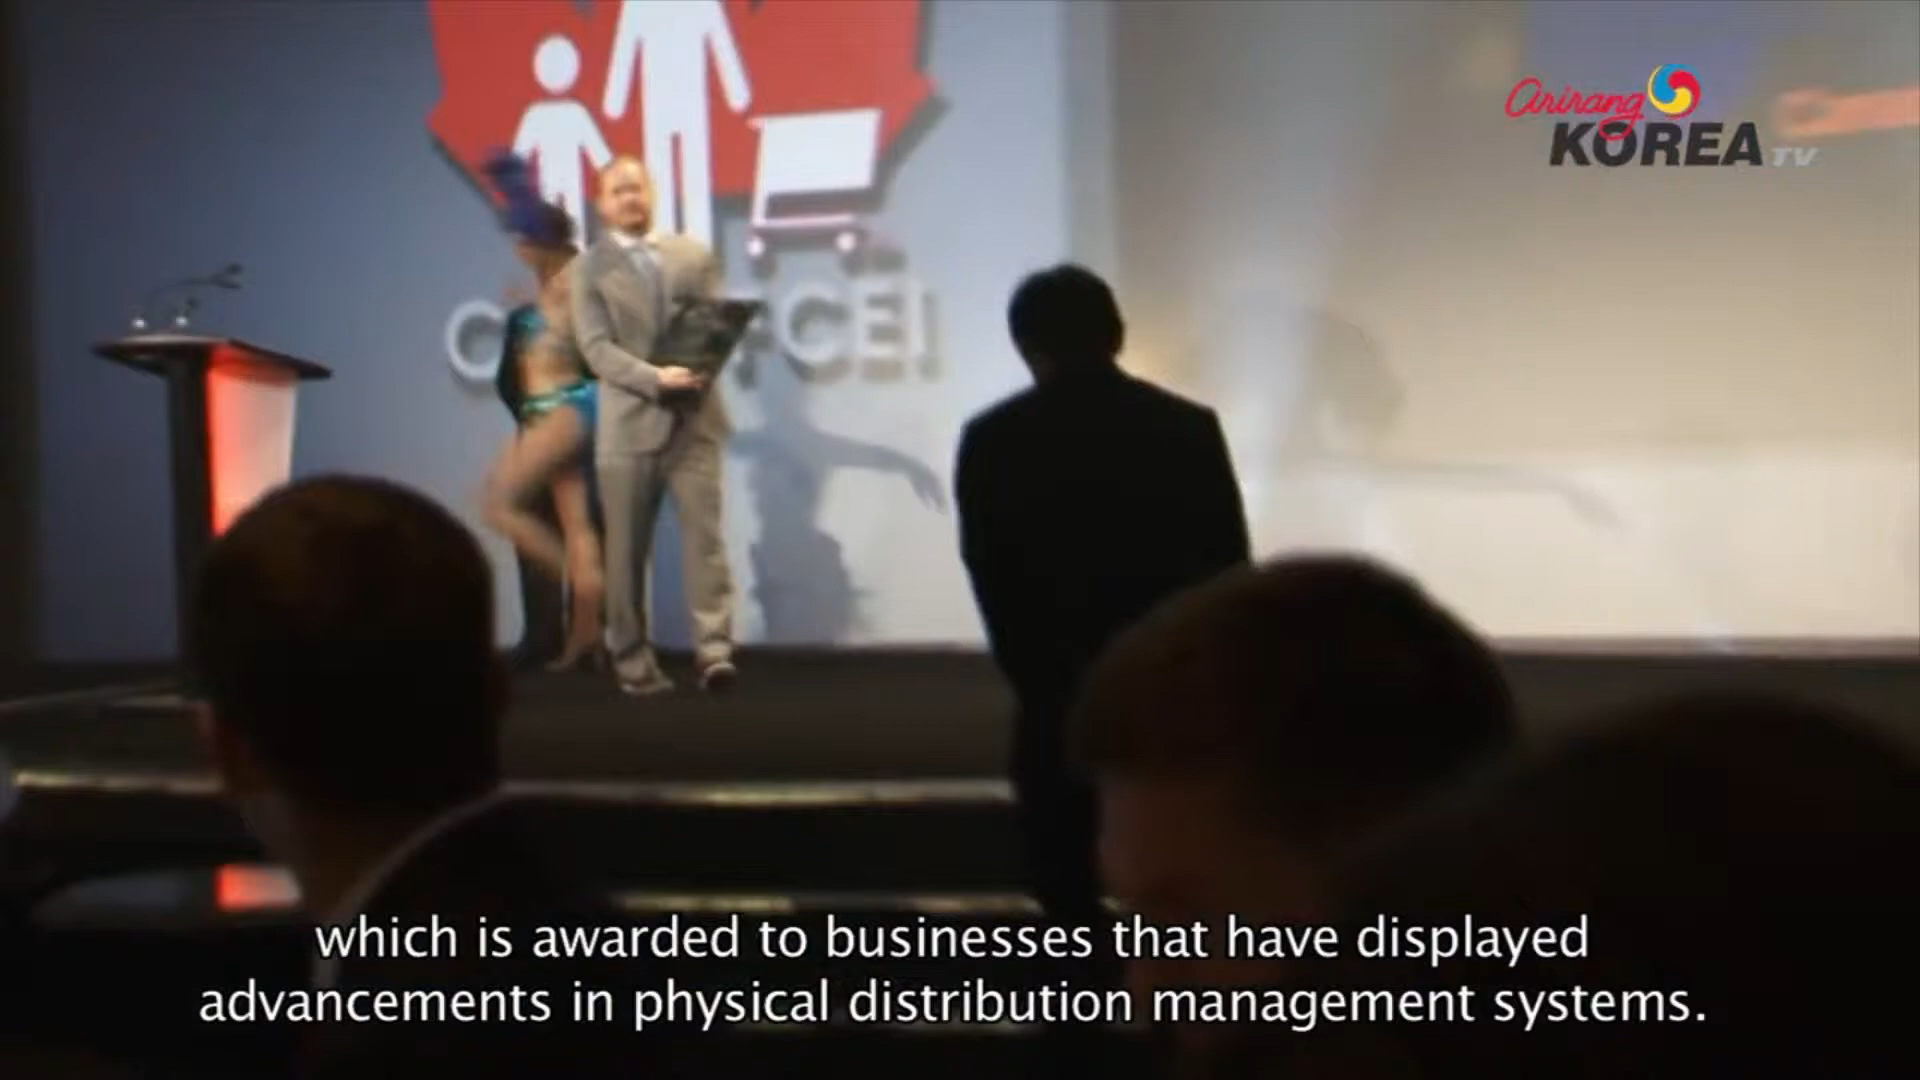 Arirang
KOREA TV
which is awarded to businesses that have displayed
advancements in physical distribution management systems.